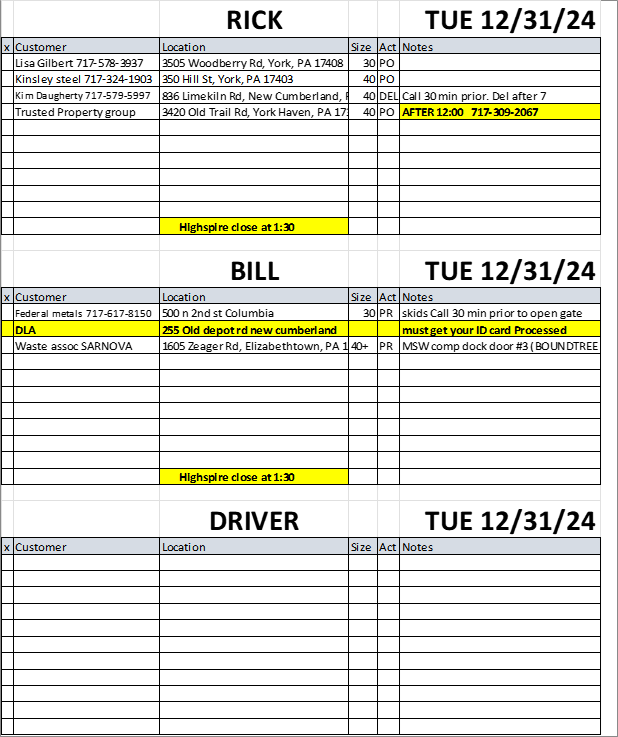 RICK TUE 12/31/24
x Customer Location Size Act Notes
Lisa Gilbert 717-578-3937 3505 Woodberry Rd, York, PA 17408 30 PO
Kinsley steel 717-324-1903 350 Hill St, York, PA 17403 40 PO
Kim Daugherty 717-579-5997 836 Limekiln Rd, New Cumberland, 40 DEL Call 30 min prior. Del after 7
Trusted Property group 3420 Old Trail Rd, York Haven, PA 17 40 PO AFTER 12:00 717-309-2067
HIghspire close at 1:30
BILL TUE 12/31/24
x Customer Location Size Act Notes
Federal metals 717-617-8150 500 n 2nd st Columbia 30 PR skids Call 30 min prior to open gate
DLA 255 Old depot rd new cumberland must get your ID card Processed
Waste assoc SARNOVA 1605 Zeager Rd, Elizabethtown, PA 1 40+ PR MSW comp dock door #3 (BOUNDTREE
HIghspire close at 1:30
DRIVER TUE 12/31/24
x Customer Location Size Act Notes